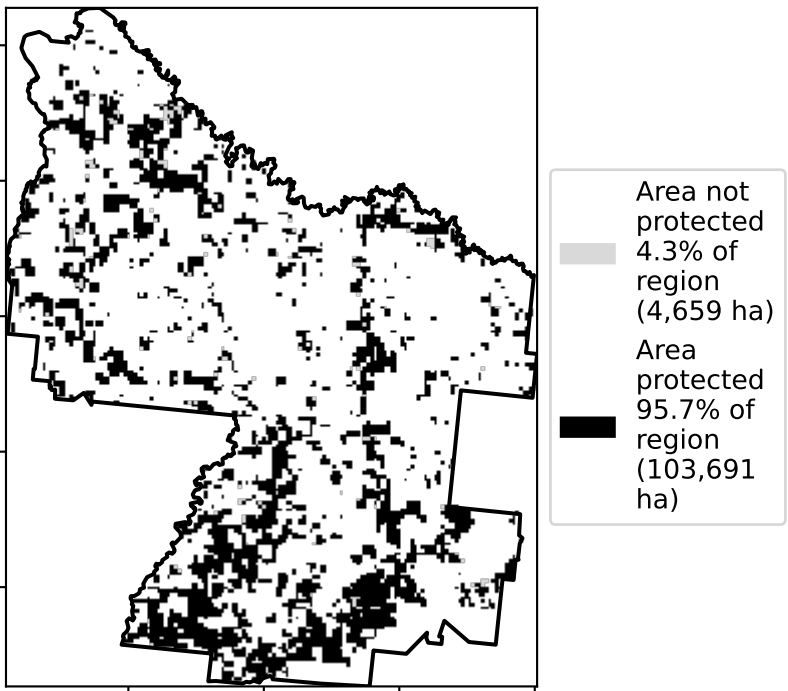 Area not
protected
4.3% of
region
(4,659 ha)
Area
protected
95.7% of
region
(103,691
ha)